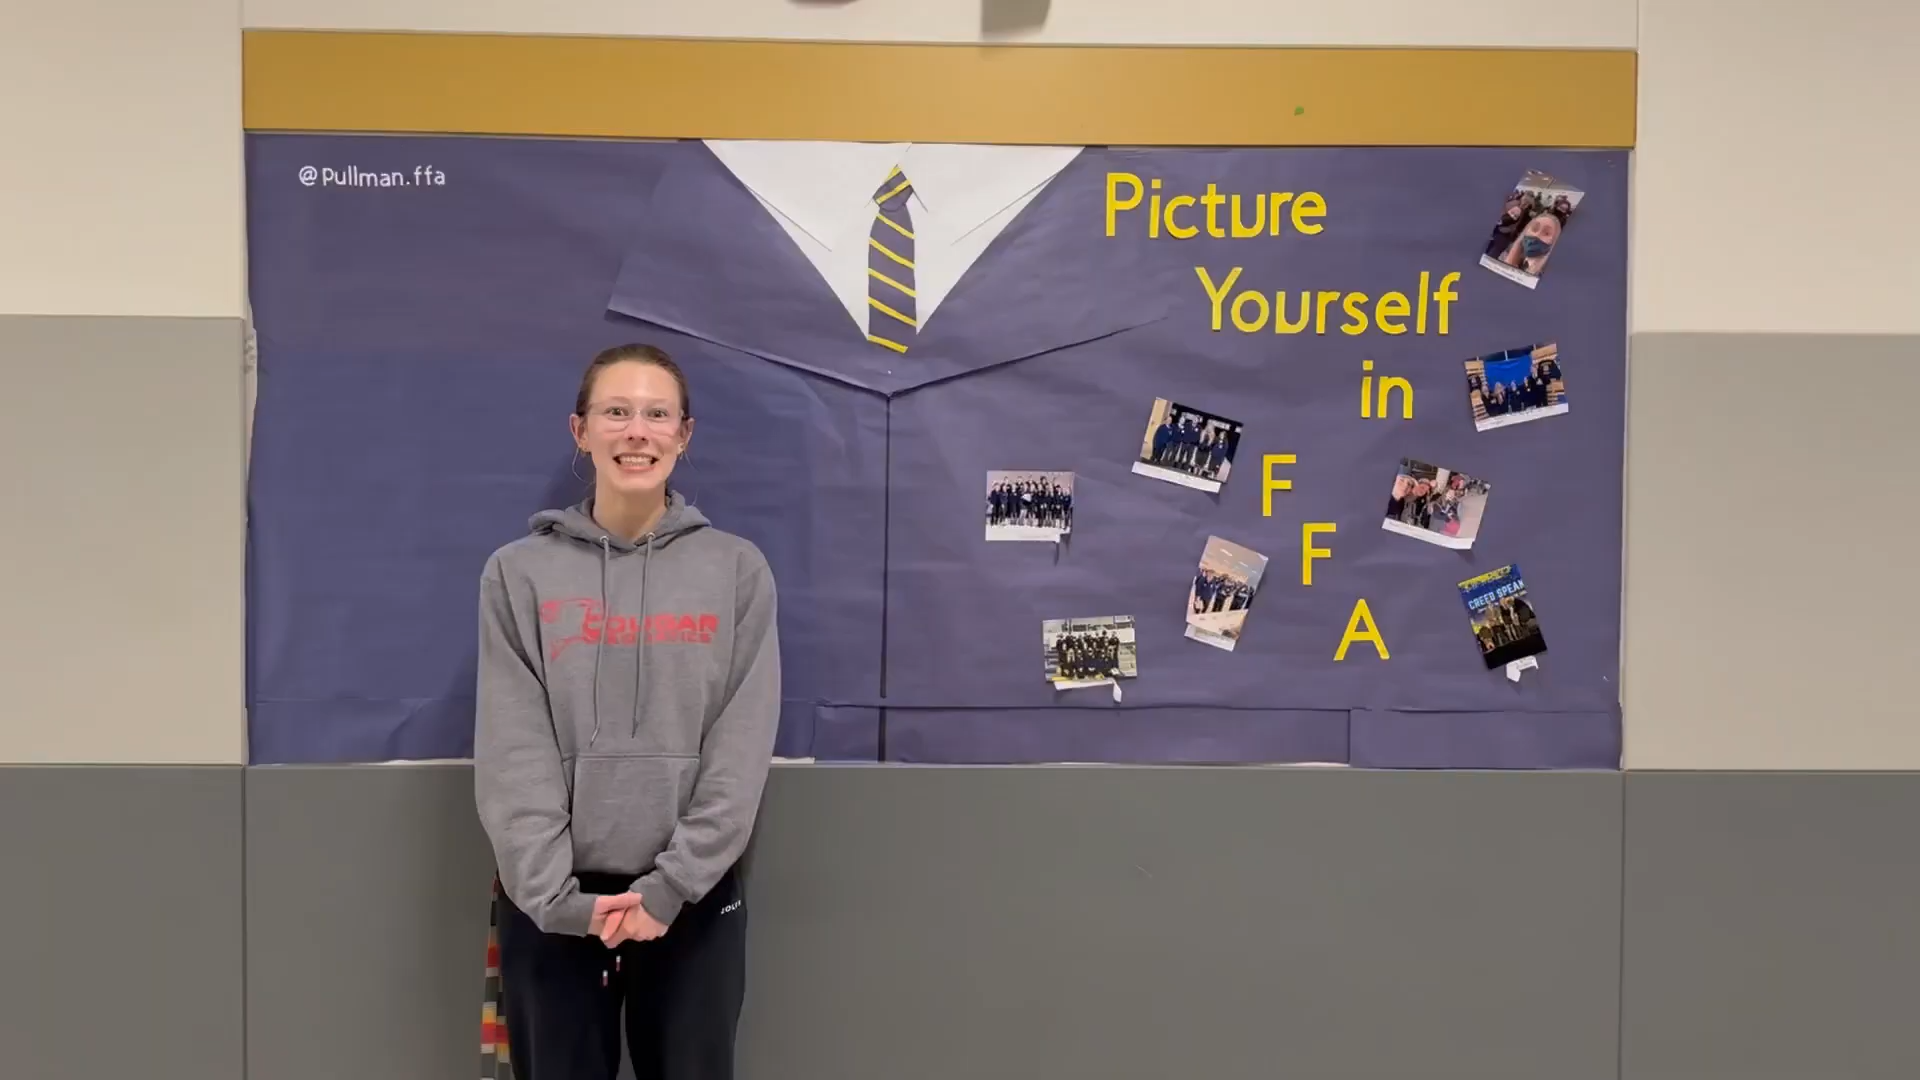 @Pullman.ffa
Picture
Yourself
in
F
F
A
CREED SPEAK
COUGAR